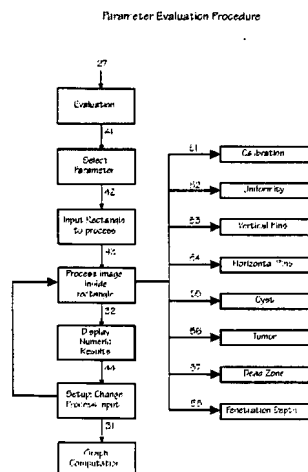 Parameter Evaluation Procedure
27
Evaluation
41
Select
Parameter
42
Input Rectangle
to process
43
Process image
inside
rectangle
32
Display
Numeric
Results
44
Setup: Change
Process Input
31
Graph
Computation
51
Calibration
52
Uniformity
53
Vertical Pins
54
Horizontal Pins
55
Cyst
56
Tumor
57
Dead Zone
58
Penetration Depth